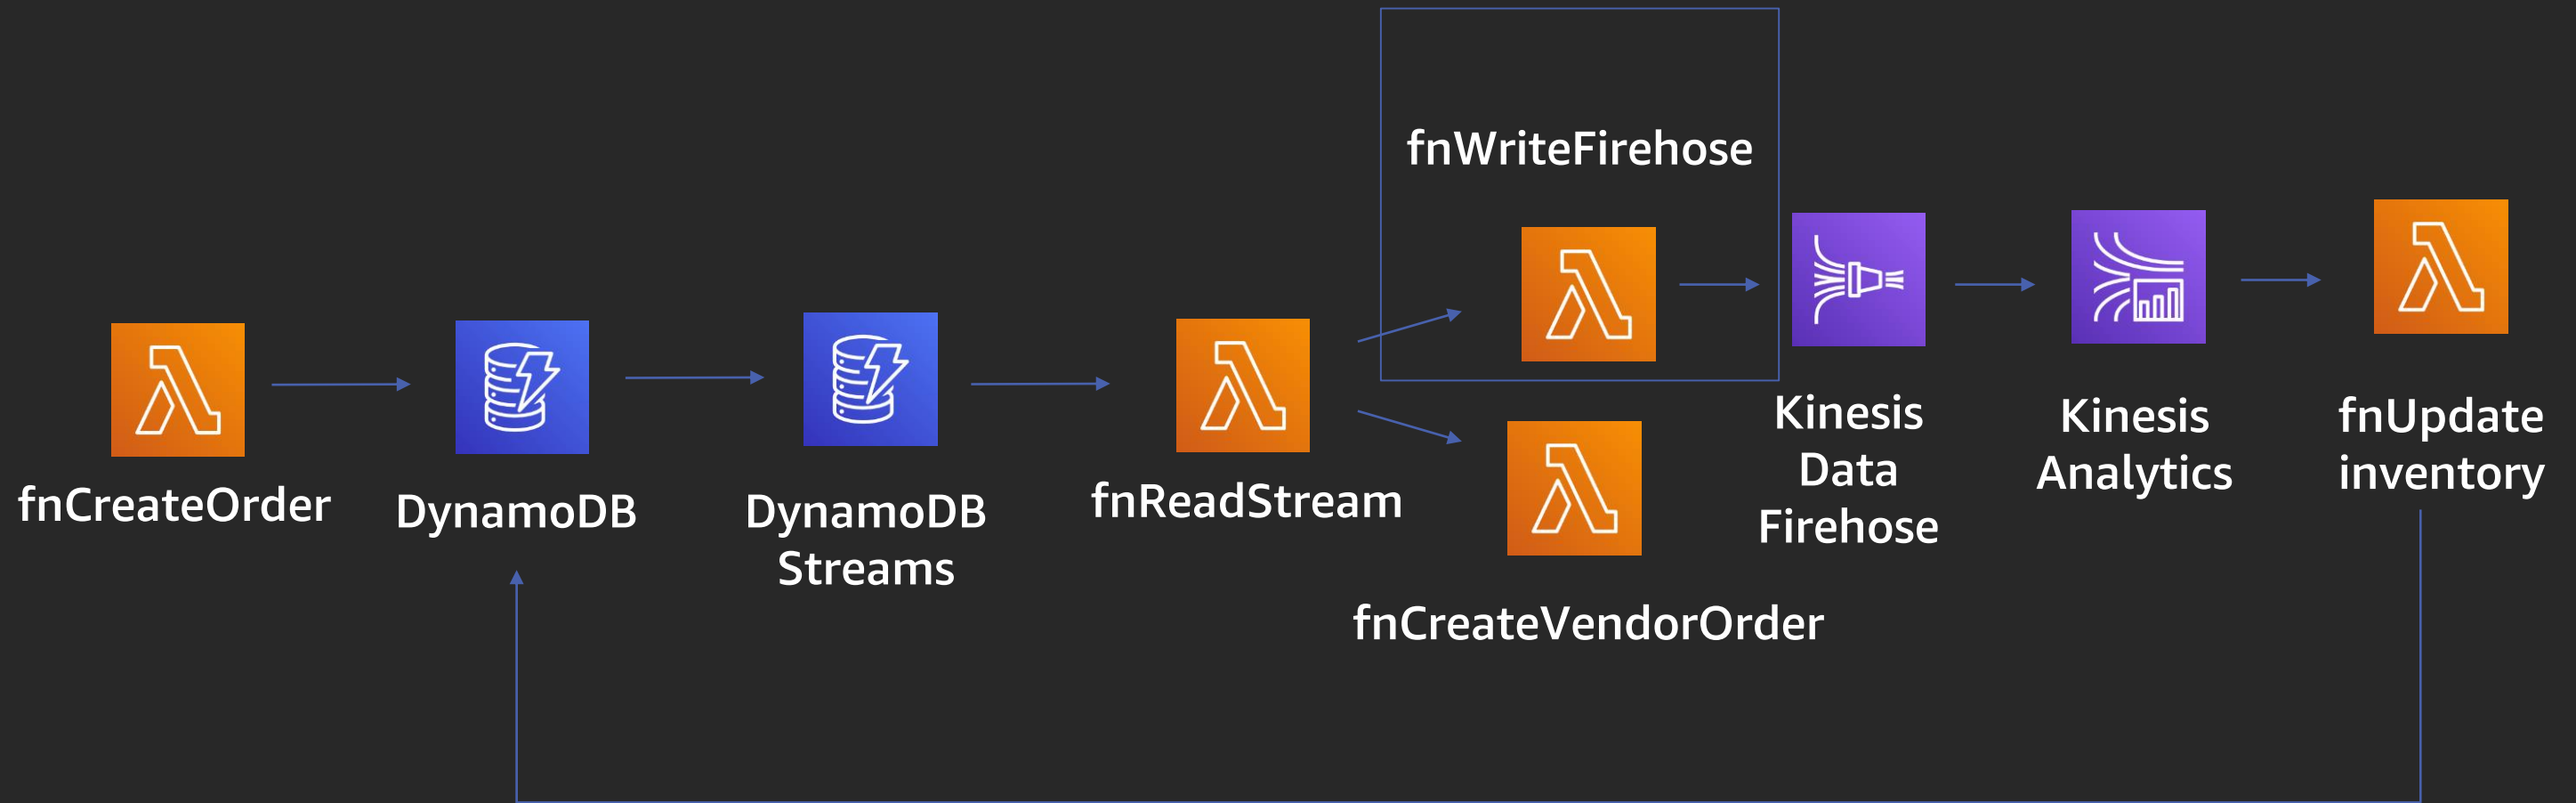 fnWriteFirehose
fnCreateOrder
DynamoDB
DynamoDB
Streams
fnReadStream
fnCreateVendorOrder
Kinesis
Data
Firehose
Kinesis
Analytics
fnUpdate
inventory